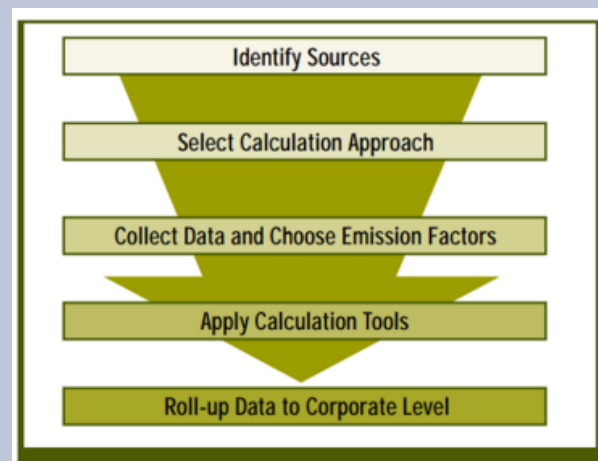 Identify Sources
Select Calculation Approach
Collect Data and Choose Emission Factors
Apply Calculation Tools
Roll-up Data to Corporate Level